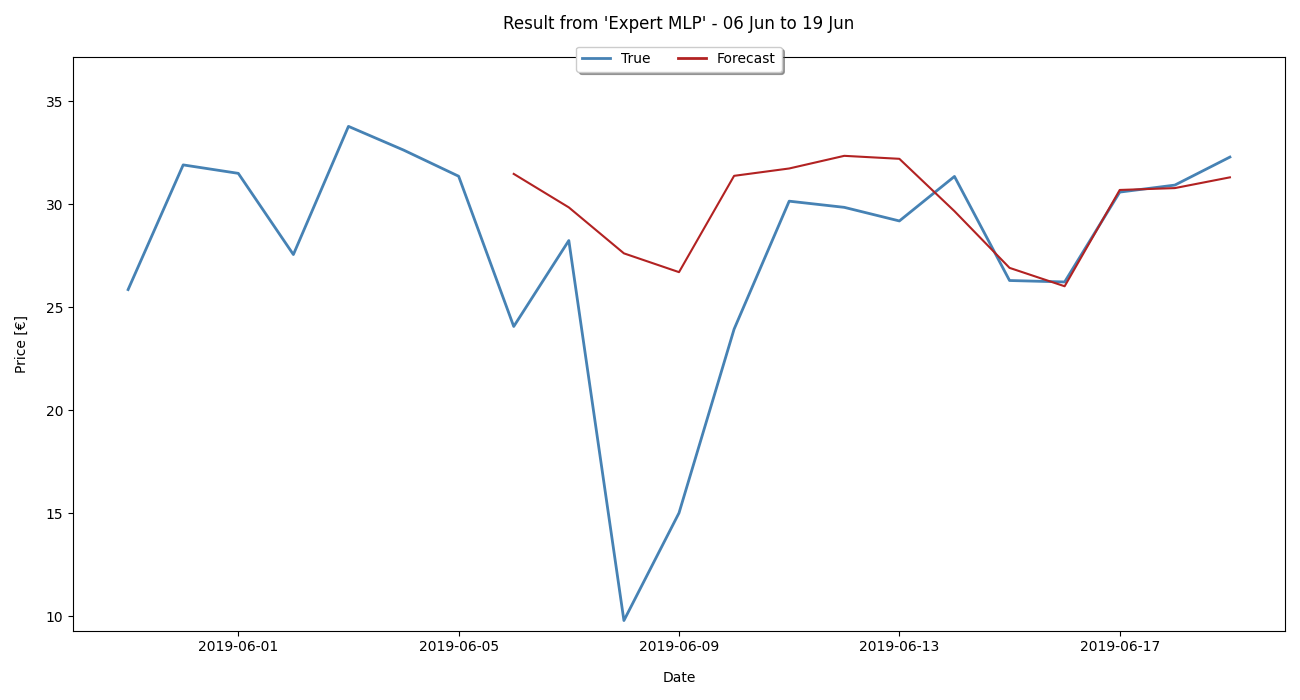 Result from 'Expert MLP' - 06 Jun to 19 Jun
True Forecast
35
30
25
20
15
10
Price [€]
2019-06-01 2019-06-05 2019-06-09 2019-06-13 2019-06-17
Date